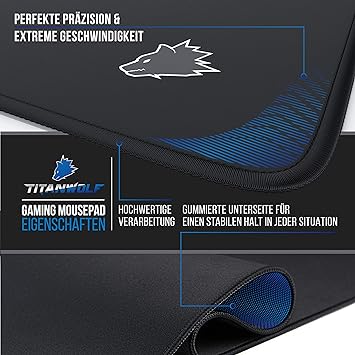 PERFEKTE PRÄZISION &
EXTREME GESCHWINDIGKEIT
TITANWOLF
GAMING MOUSEPAD
EIGENSCHAFTEN
HOCHWERTIGE
VERARBEITUNG
GUMMIERTE UNTERSEITE FÜR
EINEN STABILEN HALT IN JEDER SITUATION